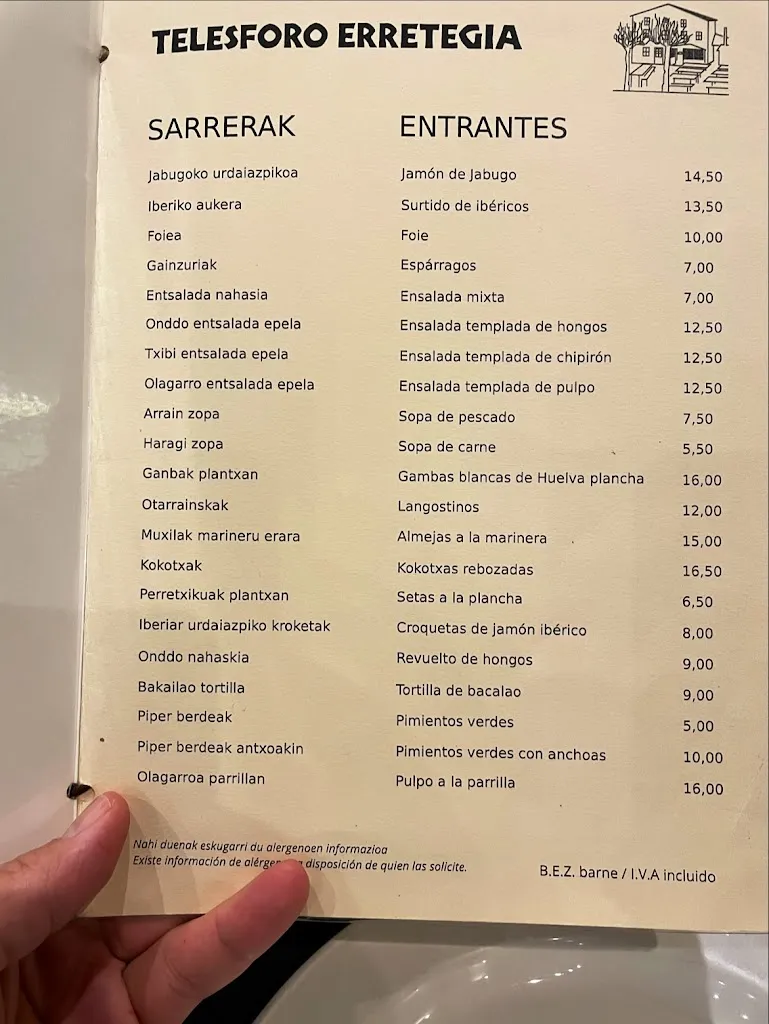 TELESFORO ERRETEGIA
SARRERAK ENTRANTES
Jabugoko urdaiazpikoa Jamón de Jabugo 14,50
Iberiko aukera Surtido de ibéricos 13,50
Foiea Foie 10,00
Gainzuriak Espárragos 7,00
Entsalada nahasia Ensalada mixta 7,00
Onddo entsalada epela Ensalada templada de hongos 12,50
Txibi entsalada epela Ensalada templada de chipirón 12,50
Olagarro entsalada epela Ensalada templada de pulpo 12,50
Arrain zopa Sopa de pescado 7,50
Haragi zopa Sopa de carne 5,50
Ganbak plantxan Gambas blancas de Huelva plancha 16,00
Otarrainskak Langostinos 12,00
Muxilak marineru erara Almejas a la marinera 15,00
Kokotxak Kokotxas rebozadas 16,50
Perretxikuak plantxan Setas a la plancha 6,50
Iberiar urdaiazpiko kroketak Croquetas de jamón ibérico 8,00
Onddo nahaskia Revuelto de hongos 9,00
Bakailao tortilla Tortilla de bacalao 9,00
Piper berdeak Pimientos verdes 5,00
Piper berdeak antxoakin Pimientos verdes con anchoas 10,00
Olagarroa parrillan Pulpo a la parrilla 16,00
Nahi duenak eskugarri du alergenoen informazioa
Existe información de disposición de quien las solicite.
B.E.Z. barne / I.V.A incluido